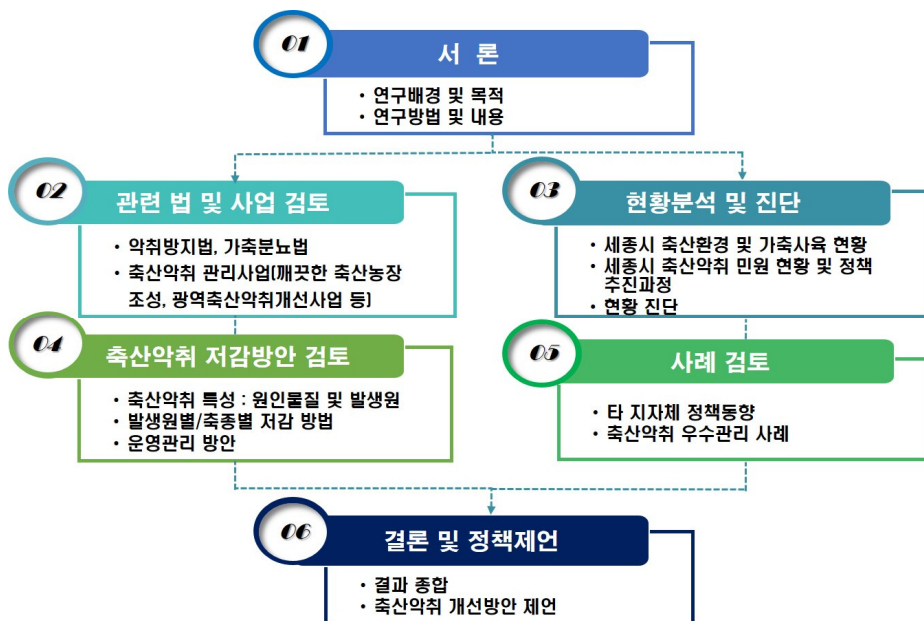 01
서 론
• 연구배경 및 목적
• 연구방법 및 내용
02
관련 법 및 사업 검토
• 악취방지법, 가축분뇨법
• 축산악취 관리사업(깨끗한 축산농장
조성, 광역축산악취개선사업 등)
03
현황분석 및 진단
• 세종시 축산환경 및 가축사육 현황
• 세종시 축산악취 민원 현황 및 정책
추진과정
• 현황 진단
04
축산악취 저감방안 검토
• 축산악취 특성 : 원인물질 및 발생원
• 발생원별/축종별 저감 방법
• 운영관리 방안
05
사례 검토
• 타 지자체 정책동향
• 축산악취 우수관리 사례
06
결론 및 정책제언
• 결과 종합
• 축산악취 개선방안 제언